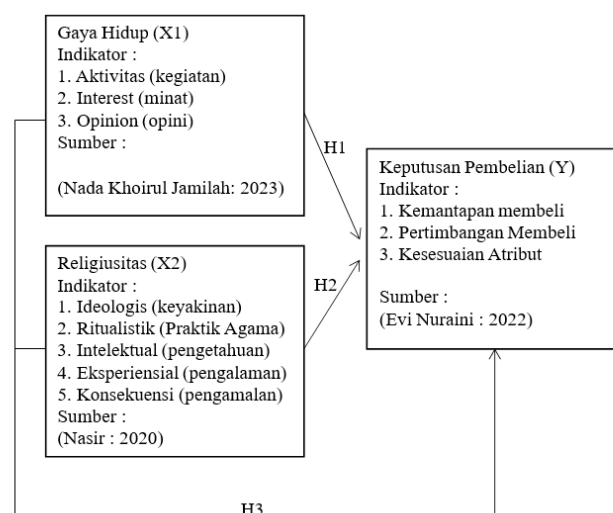 Gaya Hidup (X1)
Indikator :
1. Aktivitas (kegiatan)
2. Interest (minat)
3. Opinion (opini)
Sumber :
(Nada Khoirul Jamilah: 2023)
H1
Keputusan Pembelian (Y)
Indikator :
1. Kemantapan membeli
2. Pertimbangan Membeli
3. Kesesuaian Atribut
Sumber :
(Evi Nuraini : 2022)
Religiusitas (X2)
Indikator :
1. Ideologis (keyakinan)
2. Ritualistik (Praktik Agama)
3. Intelektual (pengetahuan)
4. Eksperiensial (pengalaman)
5. Konsekuensi (pengamalan)
Sumber :
(Nasir : 2020)
H2
H3